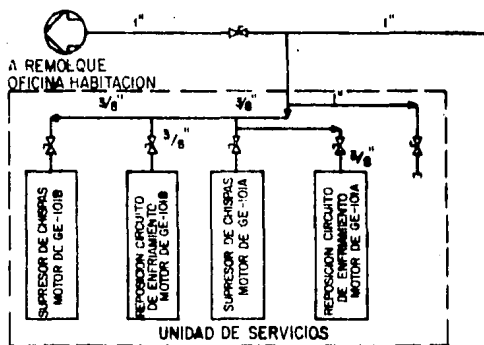 1"
1"
A REMOLQUE
OFICINA HABITACION
3/8"
3/8"
1"
3/8"
3/8"
SUPRESOR DE CHISPAS
MOTOR DE GE-101B
REPOSICION CIRCUITO
DE ENFRIAMIENTO
MOTOR DE GE-101B
SUPRESOR DE CHISPAS
MOTOR DE GE-101A
REPOSICION CIRCUITO
DE ENFRIAMIENTO
MOTOR DE GE-101A
UNIDAD DE SERVICIOS